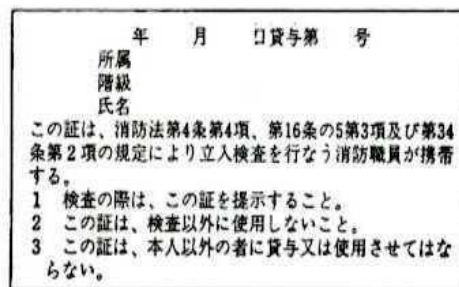 年　月　日貸与第　号
所属
階級
氏名
この証は、消防法第4条第4項、第16条の5第3項及び第34
条第2項の規定により立入検査を行なう消防職員が携帯
する。
1　検査の際は、この証を提示すること。
2　この証は、検査以外に使用しないこと。
3　この証は、本人以外の者に貸与又は使用させてはな
らない。